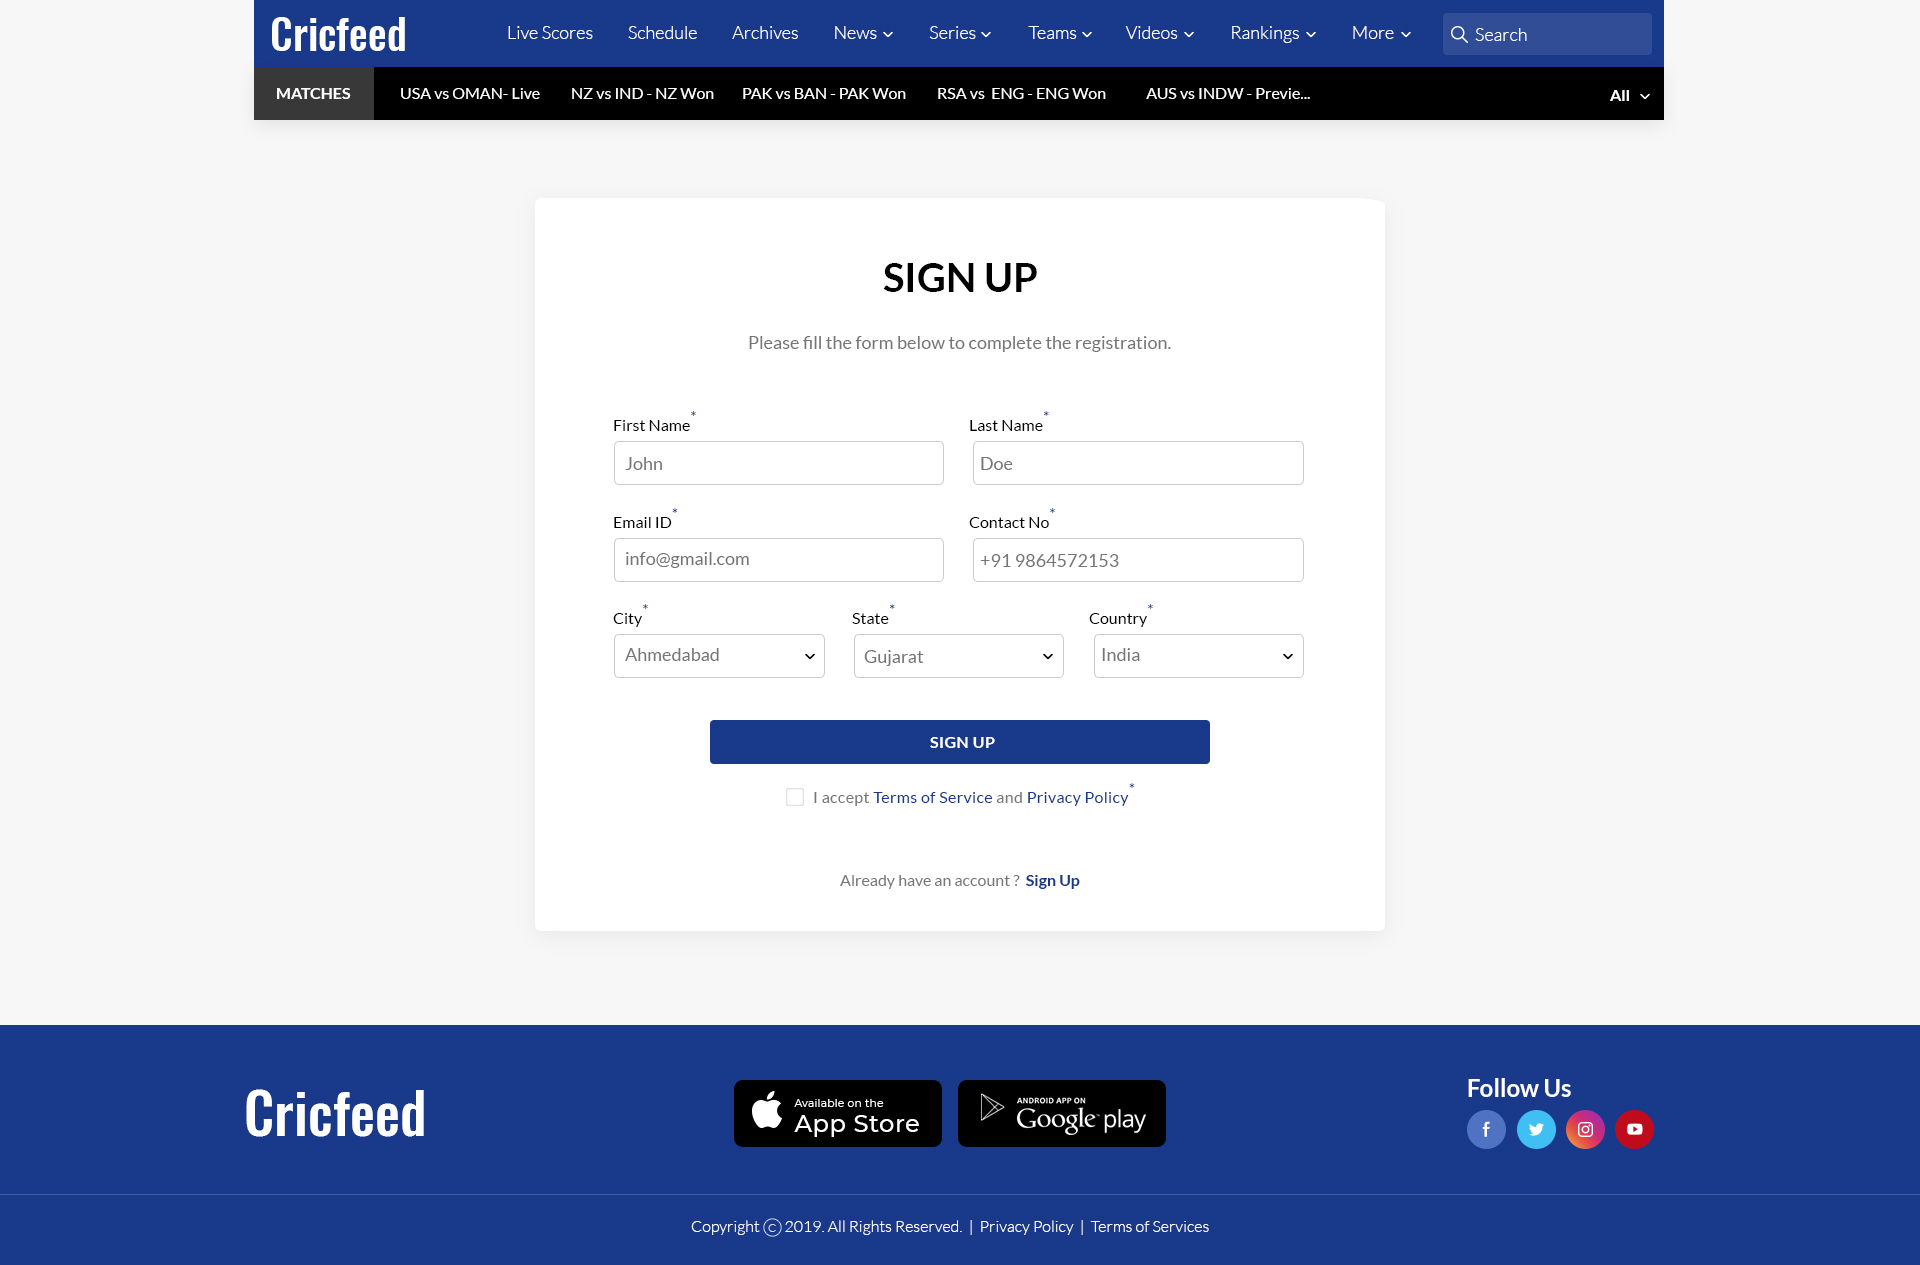 Cricfeed
Live Scores Schedule Archives News Series Teams Videos Rankings More Search
MATCHES USA vs OMAN- Live NZ vs IND - NZ Won PAK vs BAN - PAK Won RSA vs ENG - ENG Won AUS vs INDW - Previe... All
SIGN UP
Please fill the form below to complete the registration.
First Name* Last Name*
John Doe
Email ID* Contact No*
info@gmail.com +91 9864572153
City* State* Country*
Ahmedabad Gujarat India
SIGN UP
I accept Terms of Service and Privacy Policy*
Already have an account ? Sign Up
Cricfeed
Available on the
App Store
ANDROID APP ON
Google play
Follow Us
Copyright ⓒ 2019. All Rights Reserved. | Privacy Policy | Terms of Services